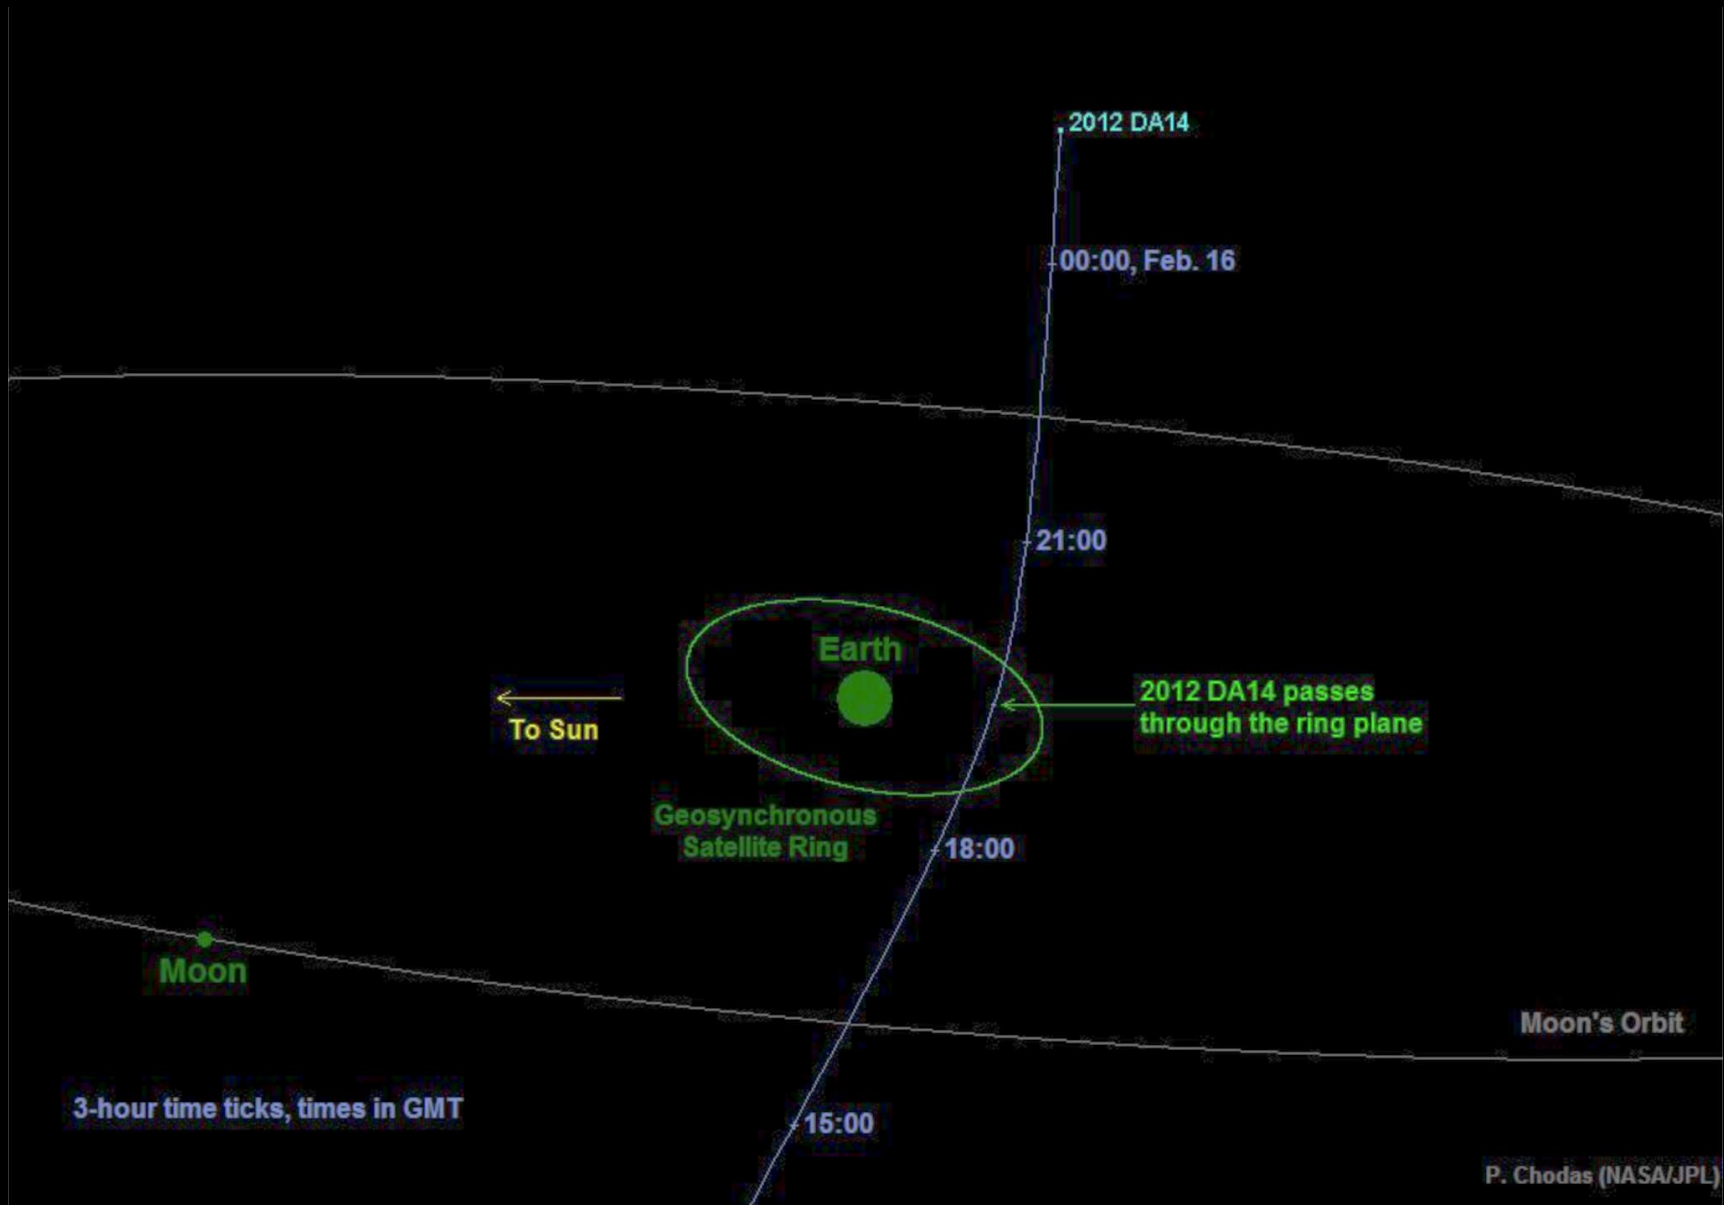 2012 DA14
00:00, Feb. 16
21:00
Earth
2012 DA14 passes
through the ring plane
To Sun
Geosynchronous
Satellite Ring
18:00
Moon
Moon's Orbit
3-hour time ticks, times in GMT
15:00
P. Chodas (NASA/JPL)